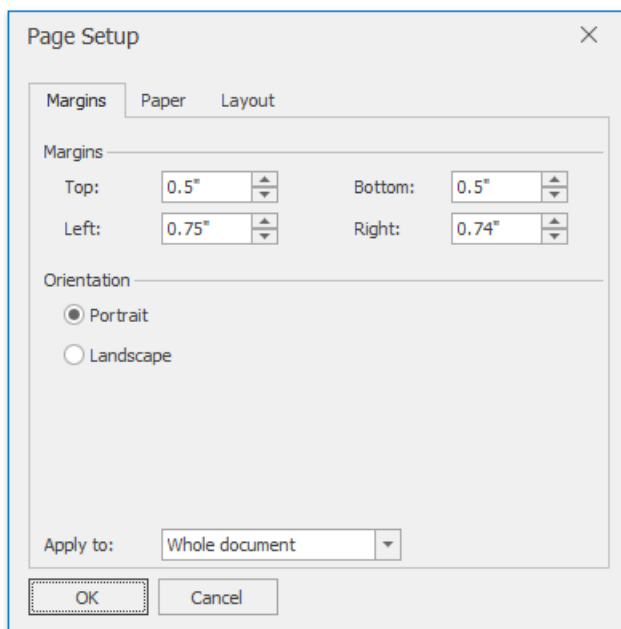 Page Setup
Margins Paper Layout
Margins
Top: 0.5" Bottom: 0.5"
Left: 0.75" Right: 0.74"
Orientation
Portrait
Landscape
Apply to: Whole document
OK Cancel